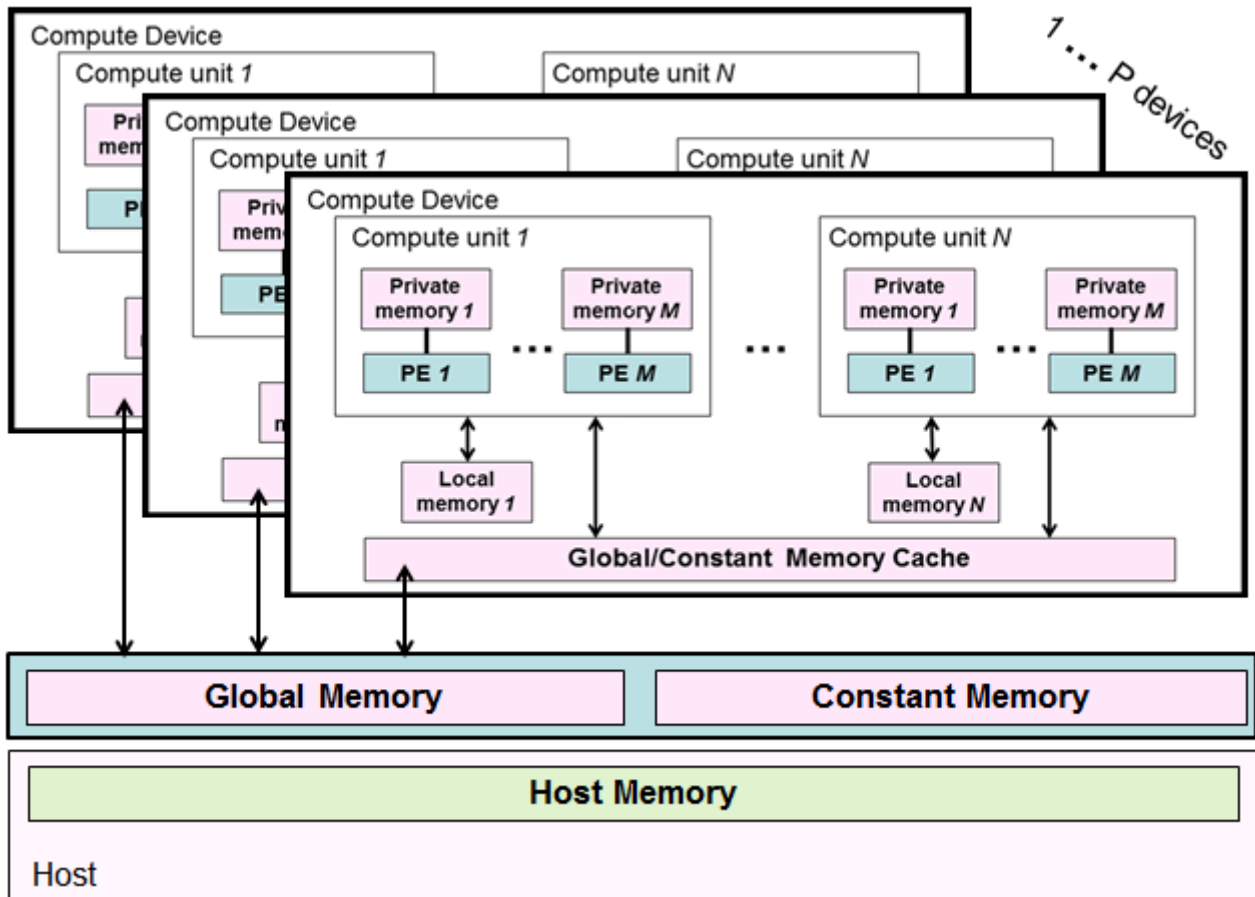 Compute Device
Compute unit 1
Compute unit N
1 ... P devices
Compute Device
Compute unit 1
Compute unit N
Compute Device
Compute unit 1
Compute unit N
Private
memory 1
Private
memory M
Private
memory 1
Private
memory M
...
...
...
PE 1
PE M
PE 1
PE M
Local
memory 1
Local
memory N
Global/Constant Memory Cache
Global Memory
Constant Memory
Host Memory
Host